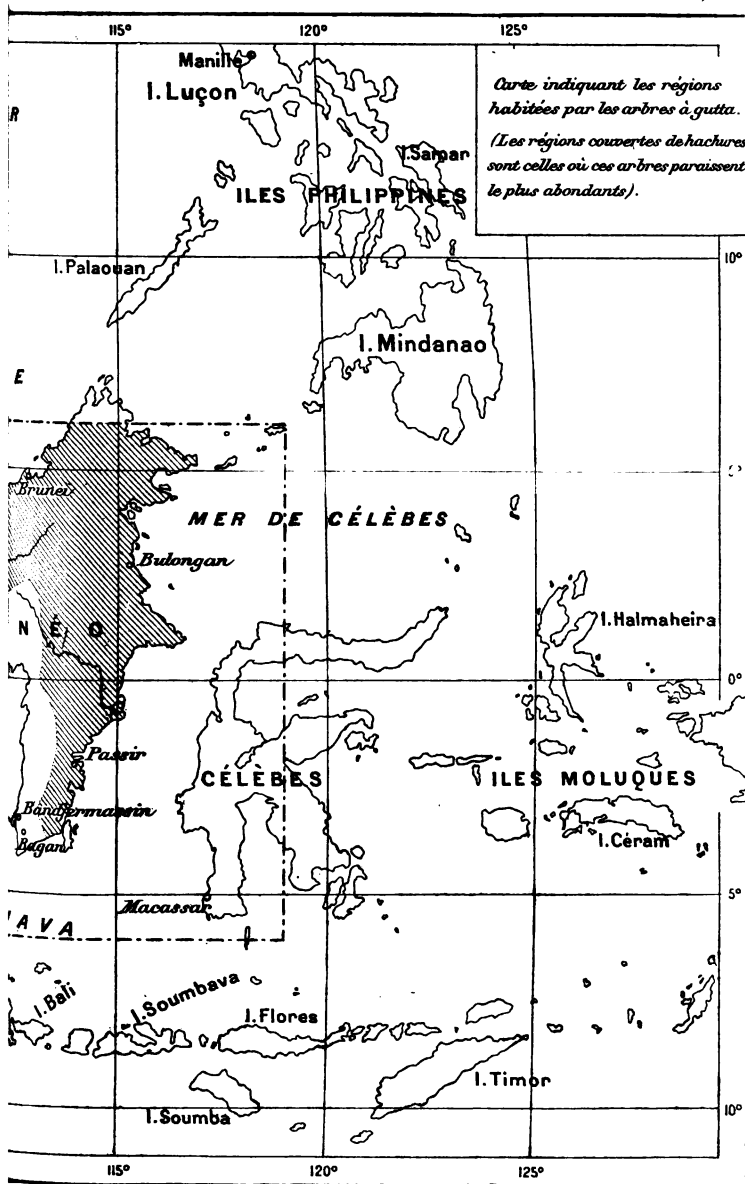 115°
120°
125°
Manille
I. Luçon
R
Carte indiquant les régions
habitées par les arbres à gutta.
(Les régions couvertes de hachures
sont celles où ces arbres paraissent
le plus abondants).
I. Samar
ILES PHILIPPINES
10°
I. Palaouan
I. Mindanao
E
Brunei
MER DE CÉLÈBES
Bulongan
NÉO
I. Halmaheira
0°
Passir
CÉLÈBES
ILES MOLUQUES
Bandjermassin
Bagan
I. Céram
Macassar
5°
JAVA
I. Bali
I. Soumbava
I. Flores
I. Timor
I. Soumba
10°
115°
120°
125°